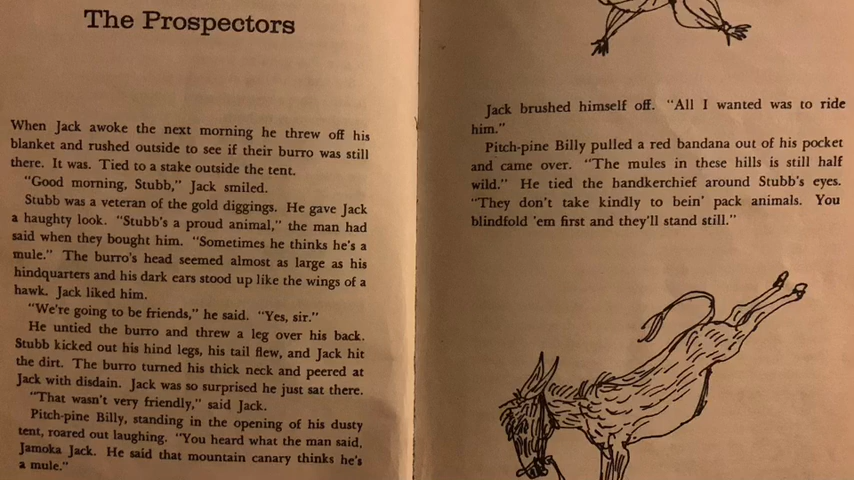 The Prospectors
When Jack awoke the next morning he threw off his
blanket and rushed outside to see if their burro was still
there. It was. Tied to a stake outside the tent.
"Good morning, Stubb," Jack smiled.
Stubb was a veteran of the gold diggings. He gave Jack
a haughty look. "Stubb's a proud animal," the man had
said when they bought him. "Sometimes he thinks he's a
mule." The burro's head seemed almost as large as his
hindquarters and his dark ears stood up like the wings of a
hawk. Jack liked him.
"We're going to be friends," he said. "Yes, sir."
He untied the burro and threw a leg over his back.
Stubb kicked out his hind legs, his tail flew, and Jack hit
the dirt. The burro turned his thick neck and peered at
Jack with disdain. Jack was so surprised he just sat there.
"That wasn't very friendly," said Jack.
Pitch-pine Billy, standing in the opening of his dusty
tent, roared out laughing. "You heard what the man said,
Jamoka Jack. He said that mountain canary thinks he's
a mule."
Jack brushed himself off. "All I wanted was to ride
him."
Pitch-pine Billy pulled a red bandana out of his pocket
and came over. "The mules in these hills is still half
wild." He tied the handkerchief around Stubb's eyes.
"They don't take kindly to bein' pack animals. You
blindfold 'em first and they'll stand still."